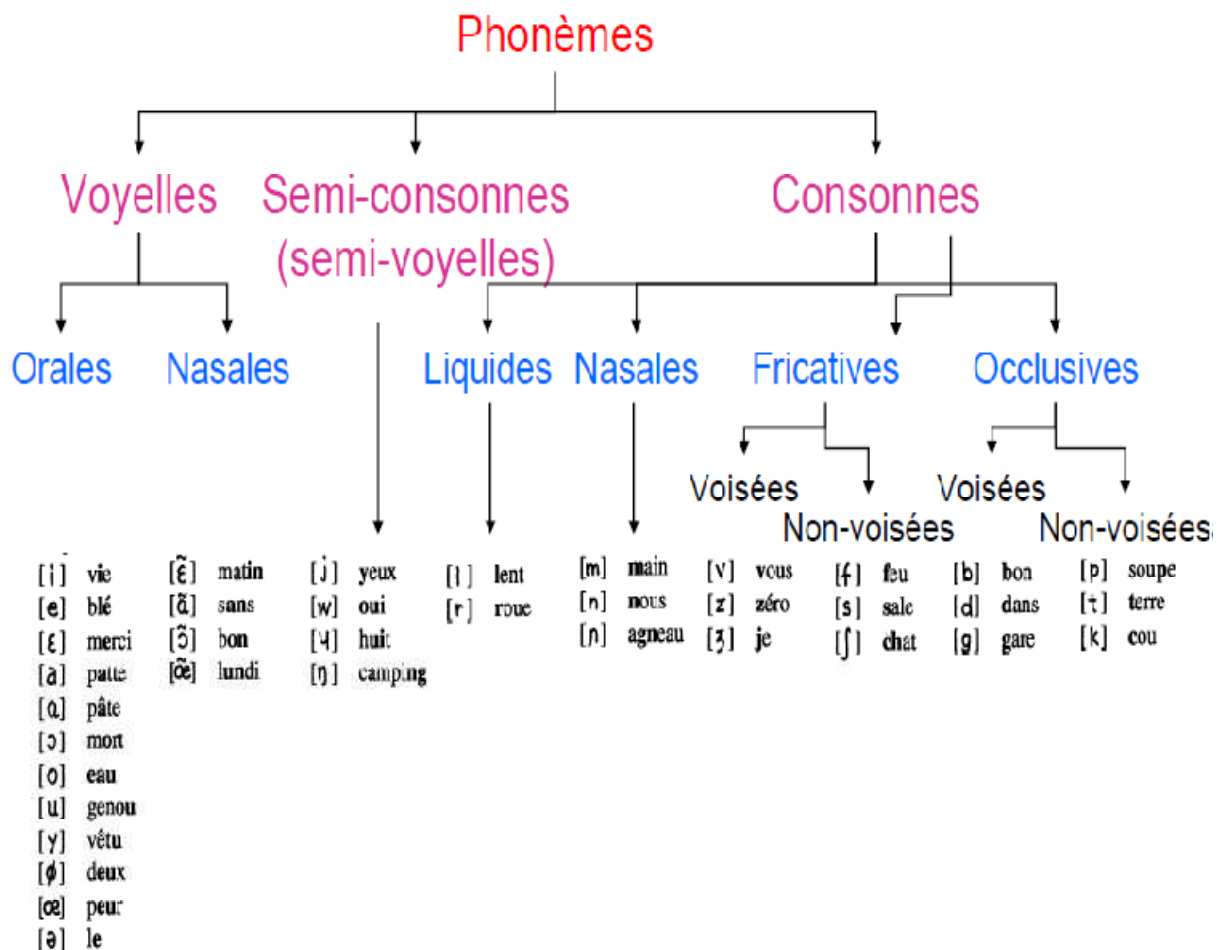 Phonèmes
Voyelles
Semi-consonnes
(semi-voyelles)
Consonnes
Orales
Nasales
Liquides
Nasales
Fricatives
Occlusives
Voisées
Non-voisées
Voisées
Non-voisées
[i] vie
[e] blé
[ɛ] merci
[a] patte
[ɑ] pâte
[ɔ] mort
[o] eau
[u] genou
[y] vêtu
[ø] deux
[œ] peur
[ə] le
[ɛ̃] matin
[ɑ̃] sans
[ɔ̃] bon
[œ̃] lundi
[j] yeux
[w] oui
[ɥ] huit
[ŋ] camping
[l] lent
[r] roue
[m] main
[n] nous
[ɲ] agneau
[v] vous
[z] zéro
[ʒ] je
[f] feu
[s] sale
[ʃ] chat
[b] bon
[d] dans
[g] gare
[p] soupe
[t] terre
[k] cou